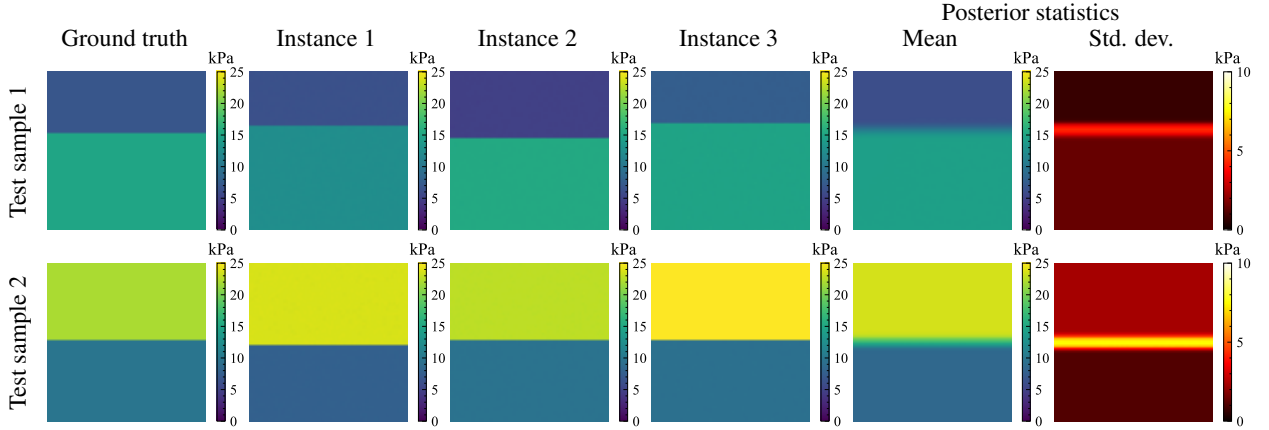 Posterior statistics
Ground truth Instance 1 Instance 2 Instance 3 Mean Std. dev.
kPa kPa kPa kPa kPa kPa
Test sample 1
25 25 25 25 25 10
20 20 20 20 20
15 15 15 15 15 5
10 10 10 10 10
5 5 5 5 5
0 0 0 0 0 0
kPa kPa kPa kPa kPa kPa
Test sample 2
25 25 25 25 25 10
20 20 20 20 20
15 15 15 15 15 5
10 10 10 10 10
5 5 5 5 5
0 0 0 0 0 0